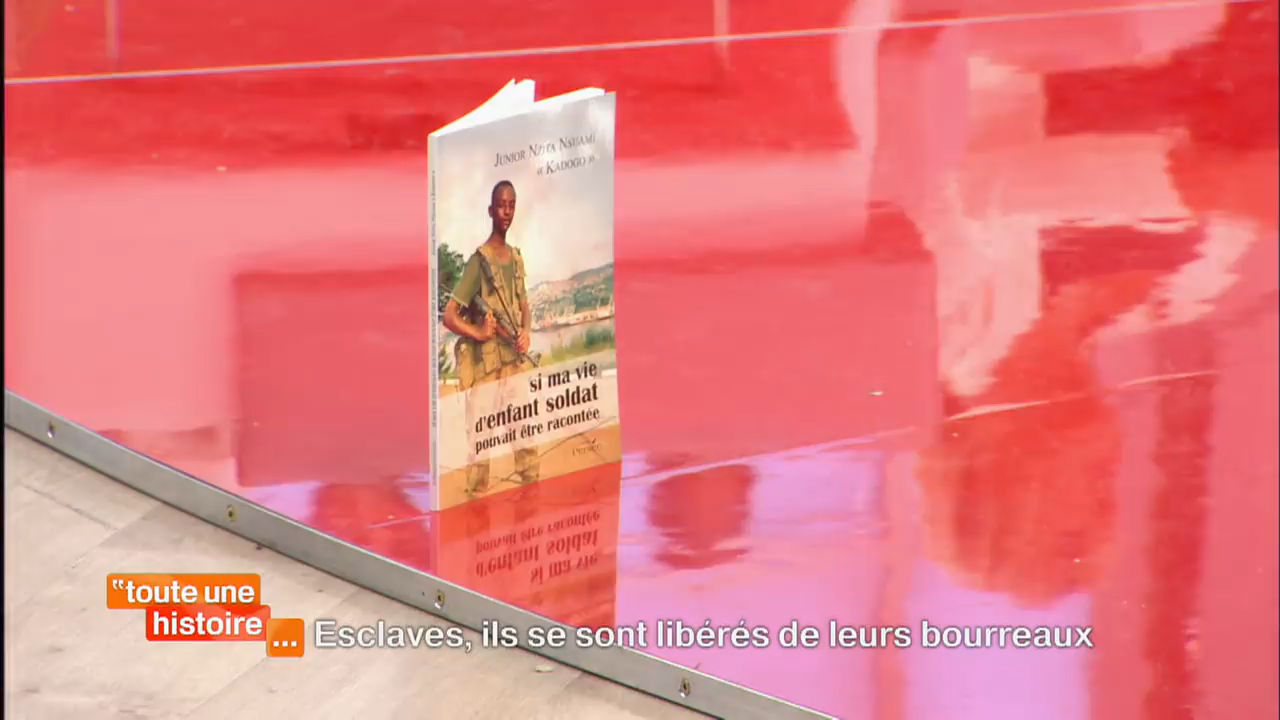 JUNIOR NZITA NSUAMI
« KADOGO »
si ma vie
d'enfant soldat
pouvait être racontée
"toute une
histoire
... Esclaves, ils se sont libérés de leurs bourreaux